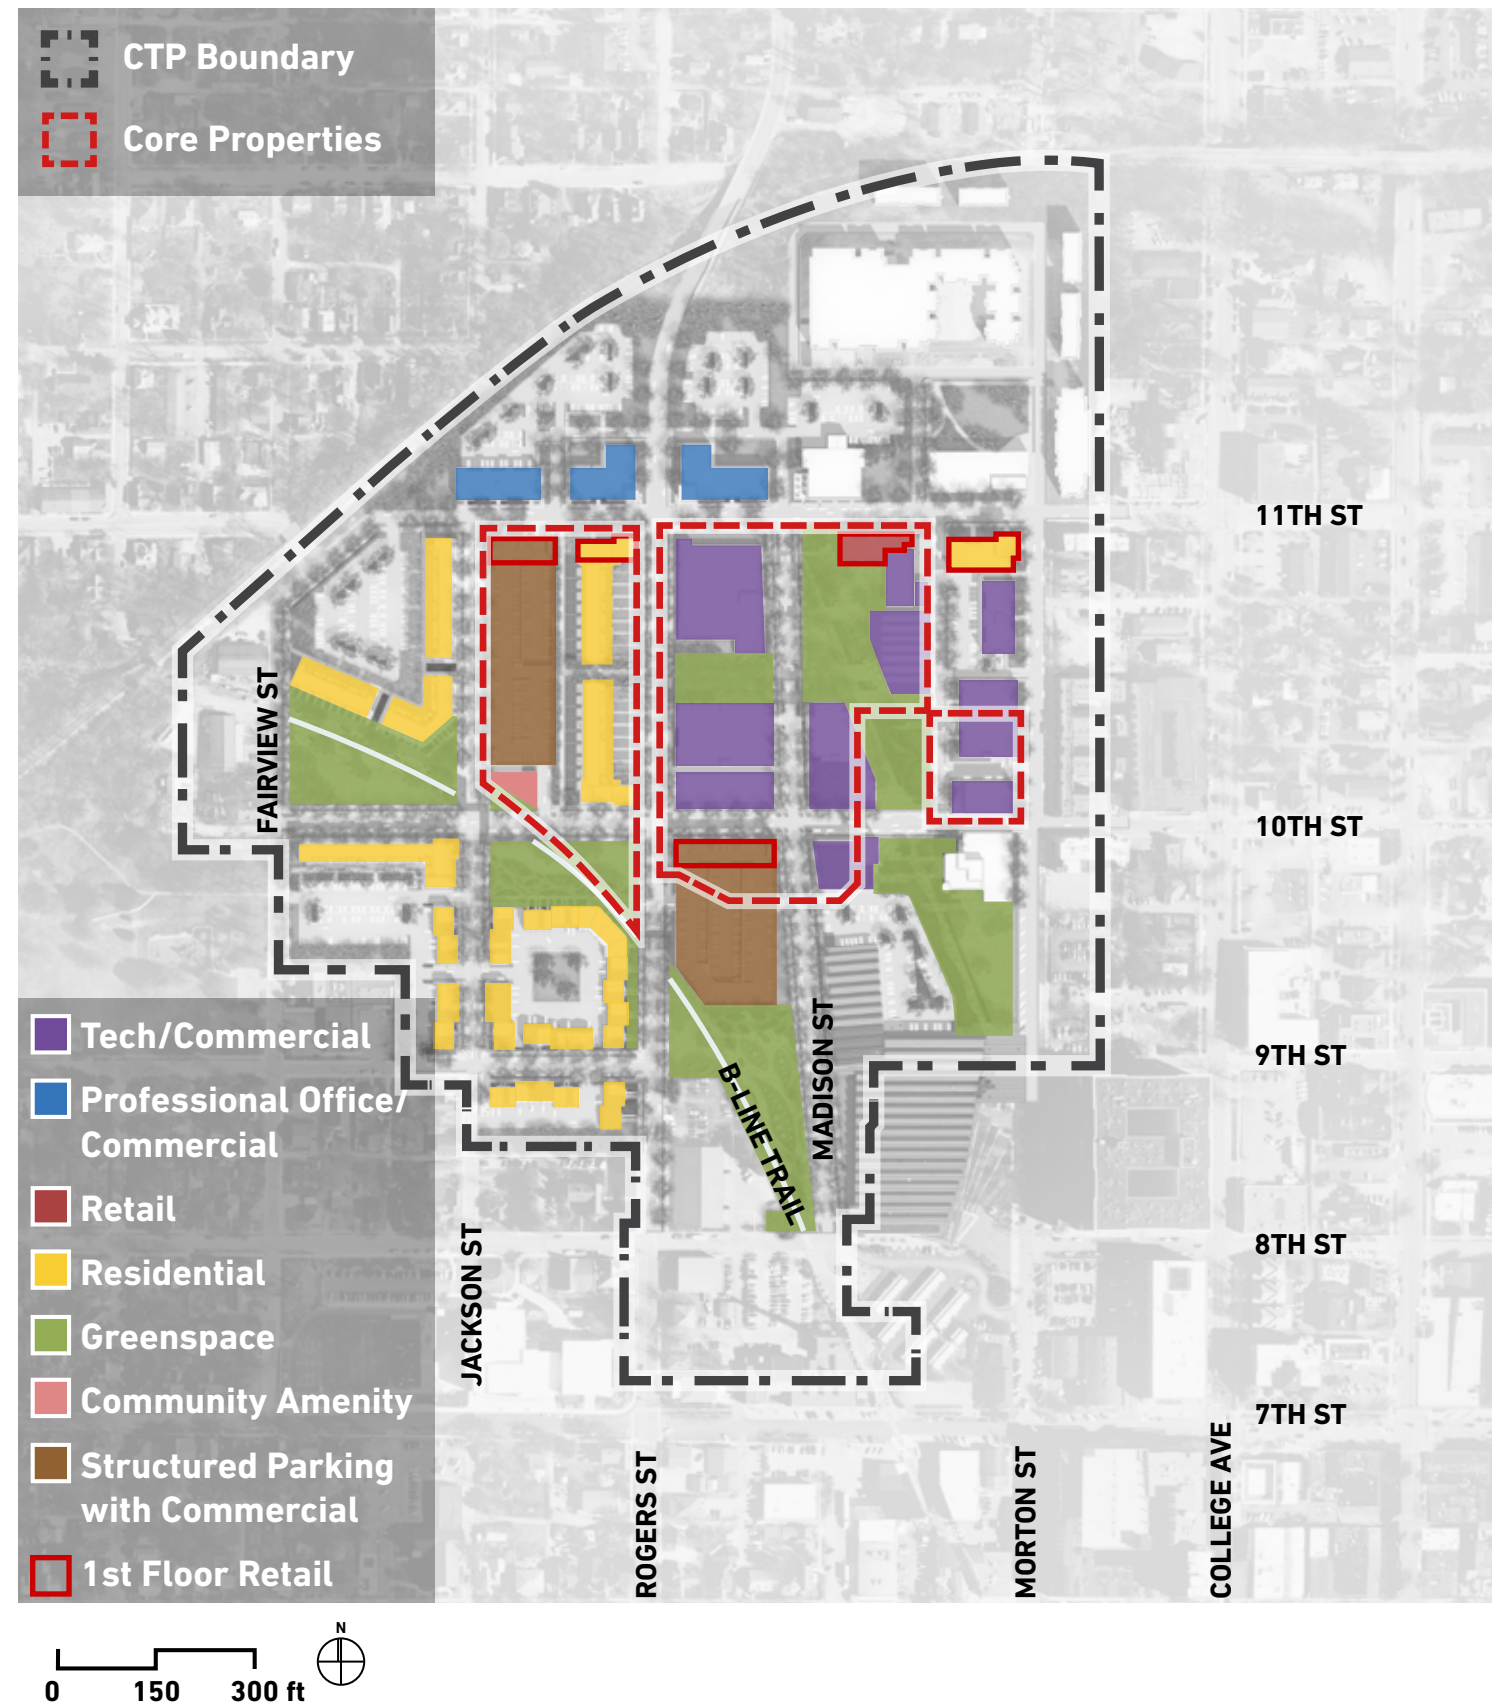 CTP Boundary
Core Properties
11TH ST
FAIRVIEW ST
10TH ST
Tech/Commercial
Professional Office/
Commercial
Retail
Residential
Greenspace
Community Amenity
Structured Parking
with Commercial
1st Floor Retail
MADISON ST
B-LINE TRAIL
9TH ST
JACKSON ST
8TH ST
7TH ST
ROGERS ST
MORTON ST
COLLEGE AVE
N
0 150 300 ft